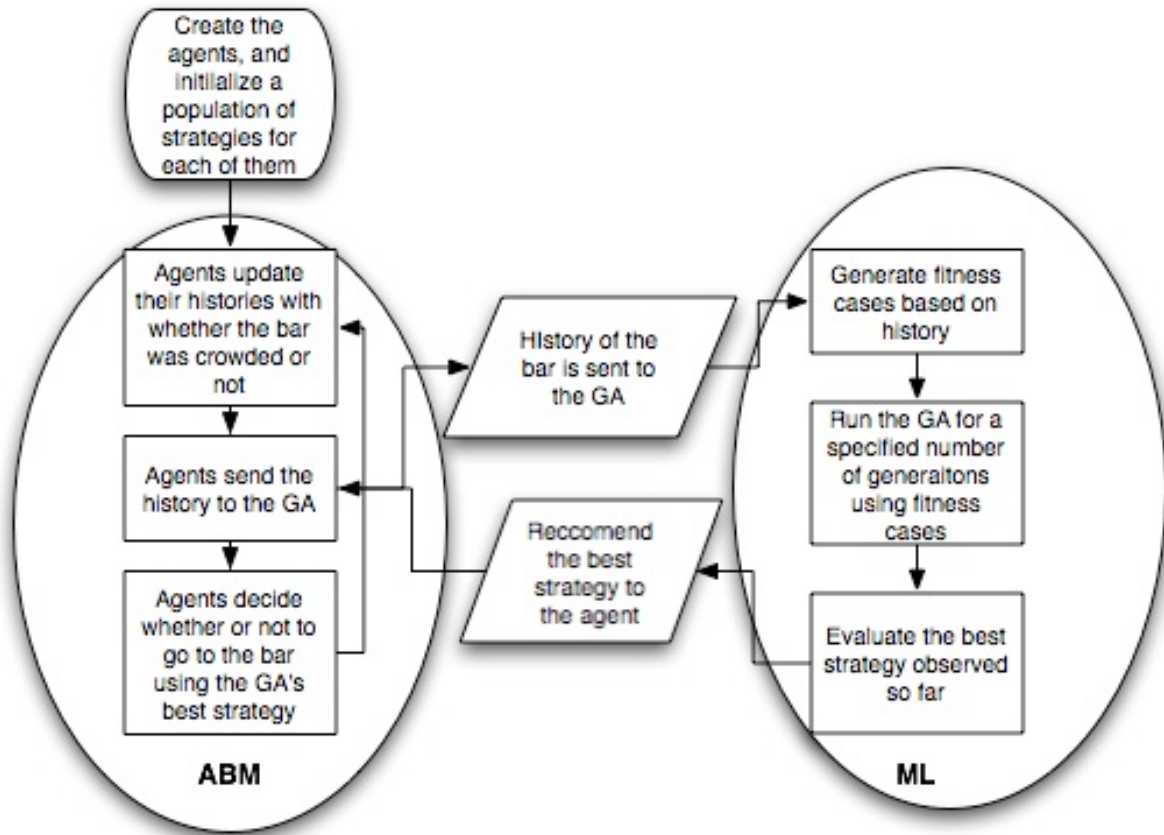 Create the
agents, and
initilalize a
population of
strategies for
each of them
Agents update
their histories with
whether the bar
was crowded or
not
Agents send the
history to the GA
Agents decide
whether or not to
go to the bar
using the GA's
best strategy
ABM
HIstory of the
bar is sent to
the GA
Reccomend
the best
strategy to
the agent
Generate fitness
cases based on
history
Run the GA for a
specified number
of generaltons
using fitness
cases
Evaluate the best
strategy observed
so far
ML